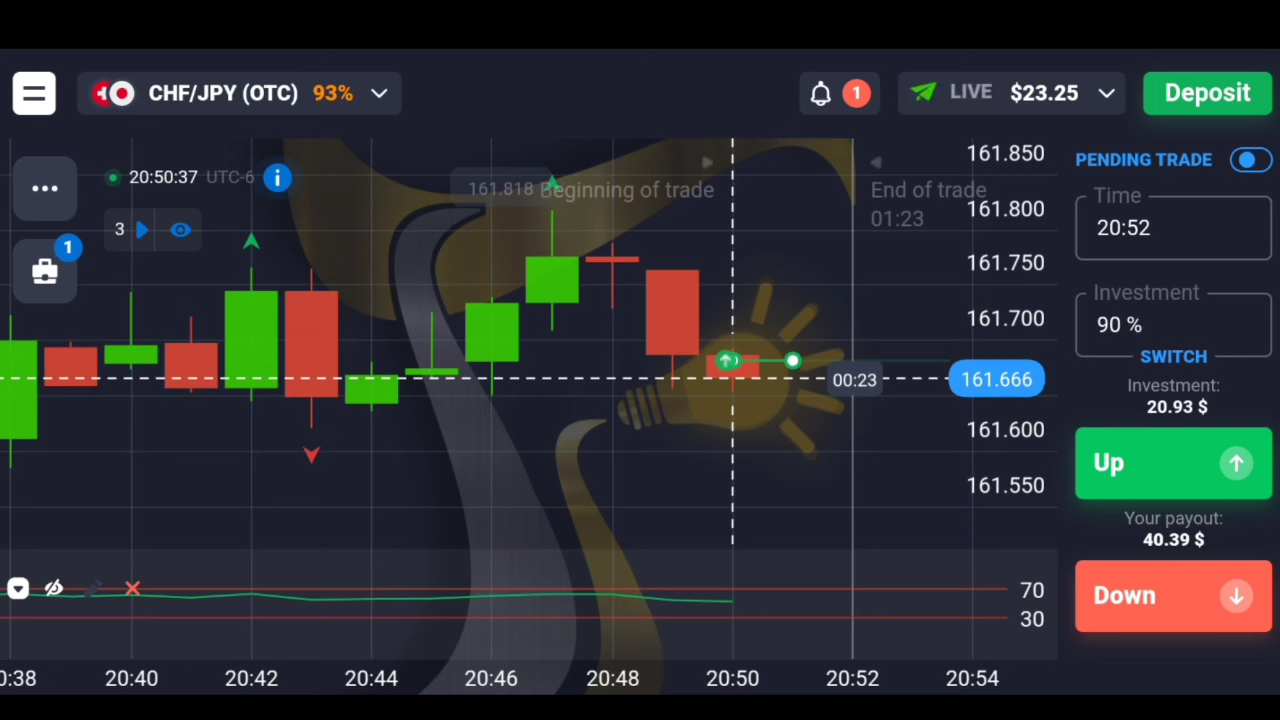 CHF/JPY (OTC) 93%
1
LIVE $23.25
Deposit
20:50:37 UTC-6
3
1
161.818 Beginning of trade
End of trade
01:23
161.850
161.800
161.750
161.700
161.666
161.600
161.550
00:23
PENDING TRADE
Time
20:52
Investment
90 %
SWITCH
Investment:
20.93 $
Up
Your payout:
40.39 $
Down
70
30
0:38 20:40 20:42 20:44 20:46 20:48 20:50 20:52 20:54